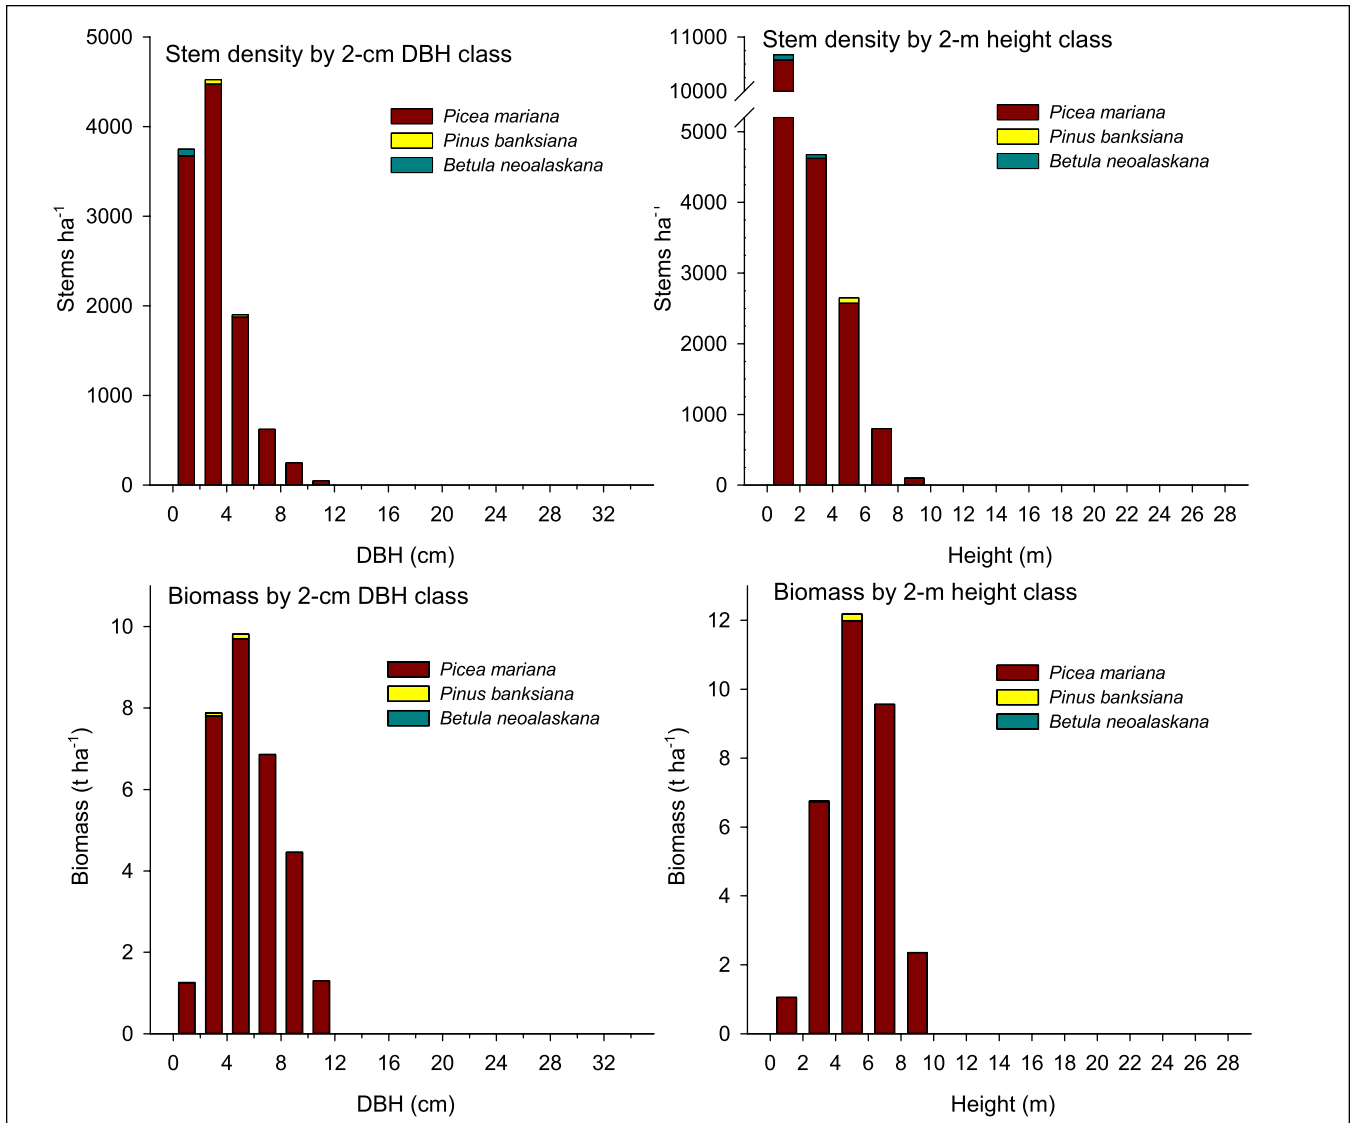 Stem density by 2-cm DBH class
5000
4000
3000
2000
1000
0
Stems ha-1
Picea mariana
Pinus banksiana
Betula neoalaskana
0 4 8 12 16 20 24 28 32
DBH (cm)
Stem density by 2-m height class
11000
10000
5000
4000
3000
2000
1000
0
Stems ha-1
Picea mariana
Pinus banksiana
Betula neoalaskana
0 2 4 6 8 10 12 14 16 18 20 22 24 26 28
Height (m)
Biomass by 2-cm DBH class
10
8
6
4
2
0
Biomass (t ha-1)
Picea mariana
Pinus banksiana
Betula neoalaskana
0 4 8 12 16 20 24 28 32
DBH (cm)
Biomass by 2-m height class
12
10
8
6
4
2
0
Biomass (t ha-1)
Picea mariana
Pinus banksiana
Betula neoalaskana
0 2 4 6 8 10 12 14 16 18 20 22 24 26 28
Height (m)